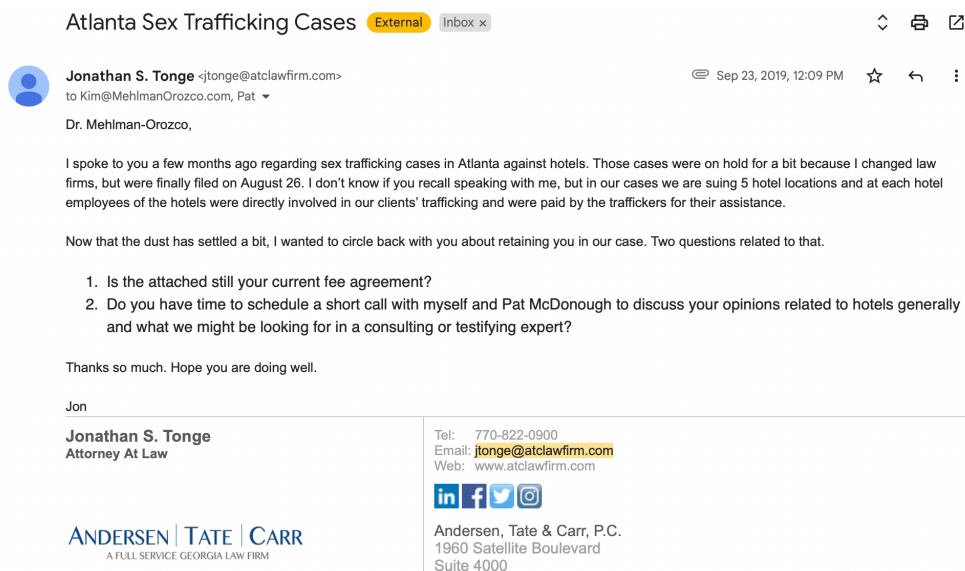 Atlanta Sex Trafficking Cases External Inbox ×
Jonathan S. Tonge <jtonge@atclawfirm.com> Sep 23, 2019, 12:09 PM
to Kim@MehlmanOrozco.com, Pat
Dr. Mehlman-Orozco,
I spoke to you a few months ago regarding sex trafficking cases in Atlanta against hotels. Those cases were on hold for a bit because I changed law
firms, but were finally filed on August 26. I don't know if you recall speaking with me, but in our cases we are suing 5 hotel locations and at each hotel
employees of the hotels were directly involved in our clients' trafficking and were paid by the traffickers for their assistance.
Now that the dust has settled a bit, I wanted to circle back with you about retaining you in our case. Two questions related to that.
1. Is the attached still your current fee agreement?
2. Do you have time to schedule a short call with myself and Pat McDonough to discuss your opinions related to hotels generally
and what we might be looking for in a consulting or testifying expert?
Thanks so much. Hope you are doing well.
Jon
Jonathan S. Tonge
Attorney At Law
ANDERSEN | TATE | CARR
A FULL SERVICE GEORGIA LAW FIRM
Tel: 770-822-0900
Email: jtonge@atclawfirm.com
Web: www.atclawfirm.com
in f
Andersen, Tate & Carr, P.C.
1960 Satellite Boulevard
Suite 4000